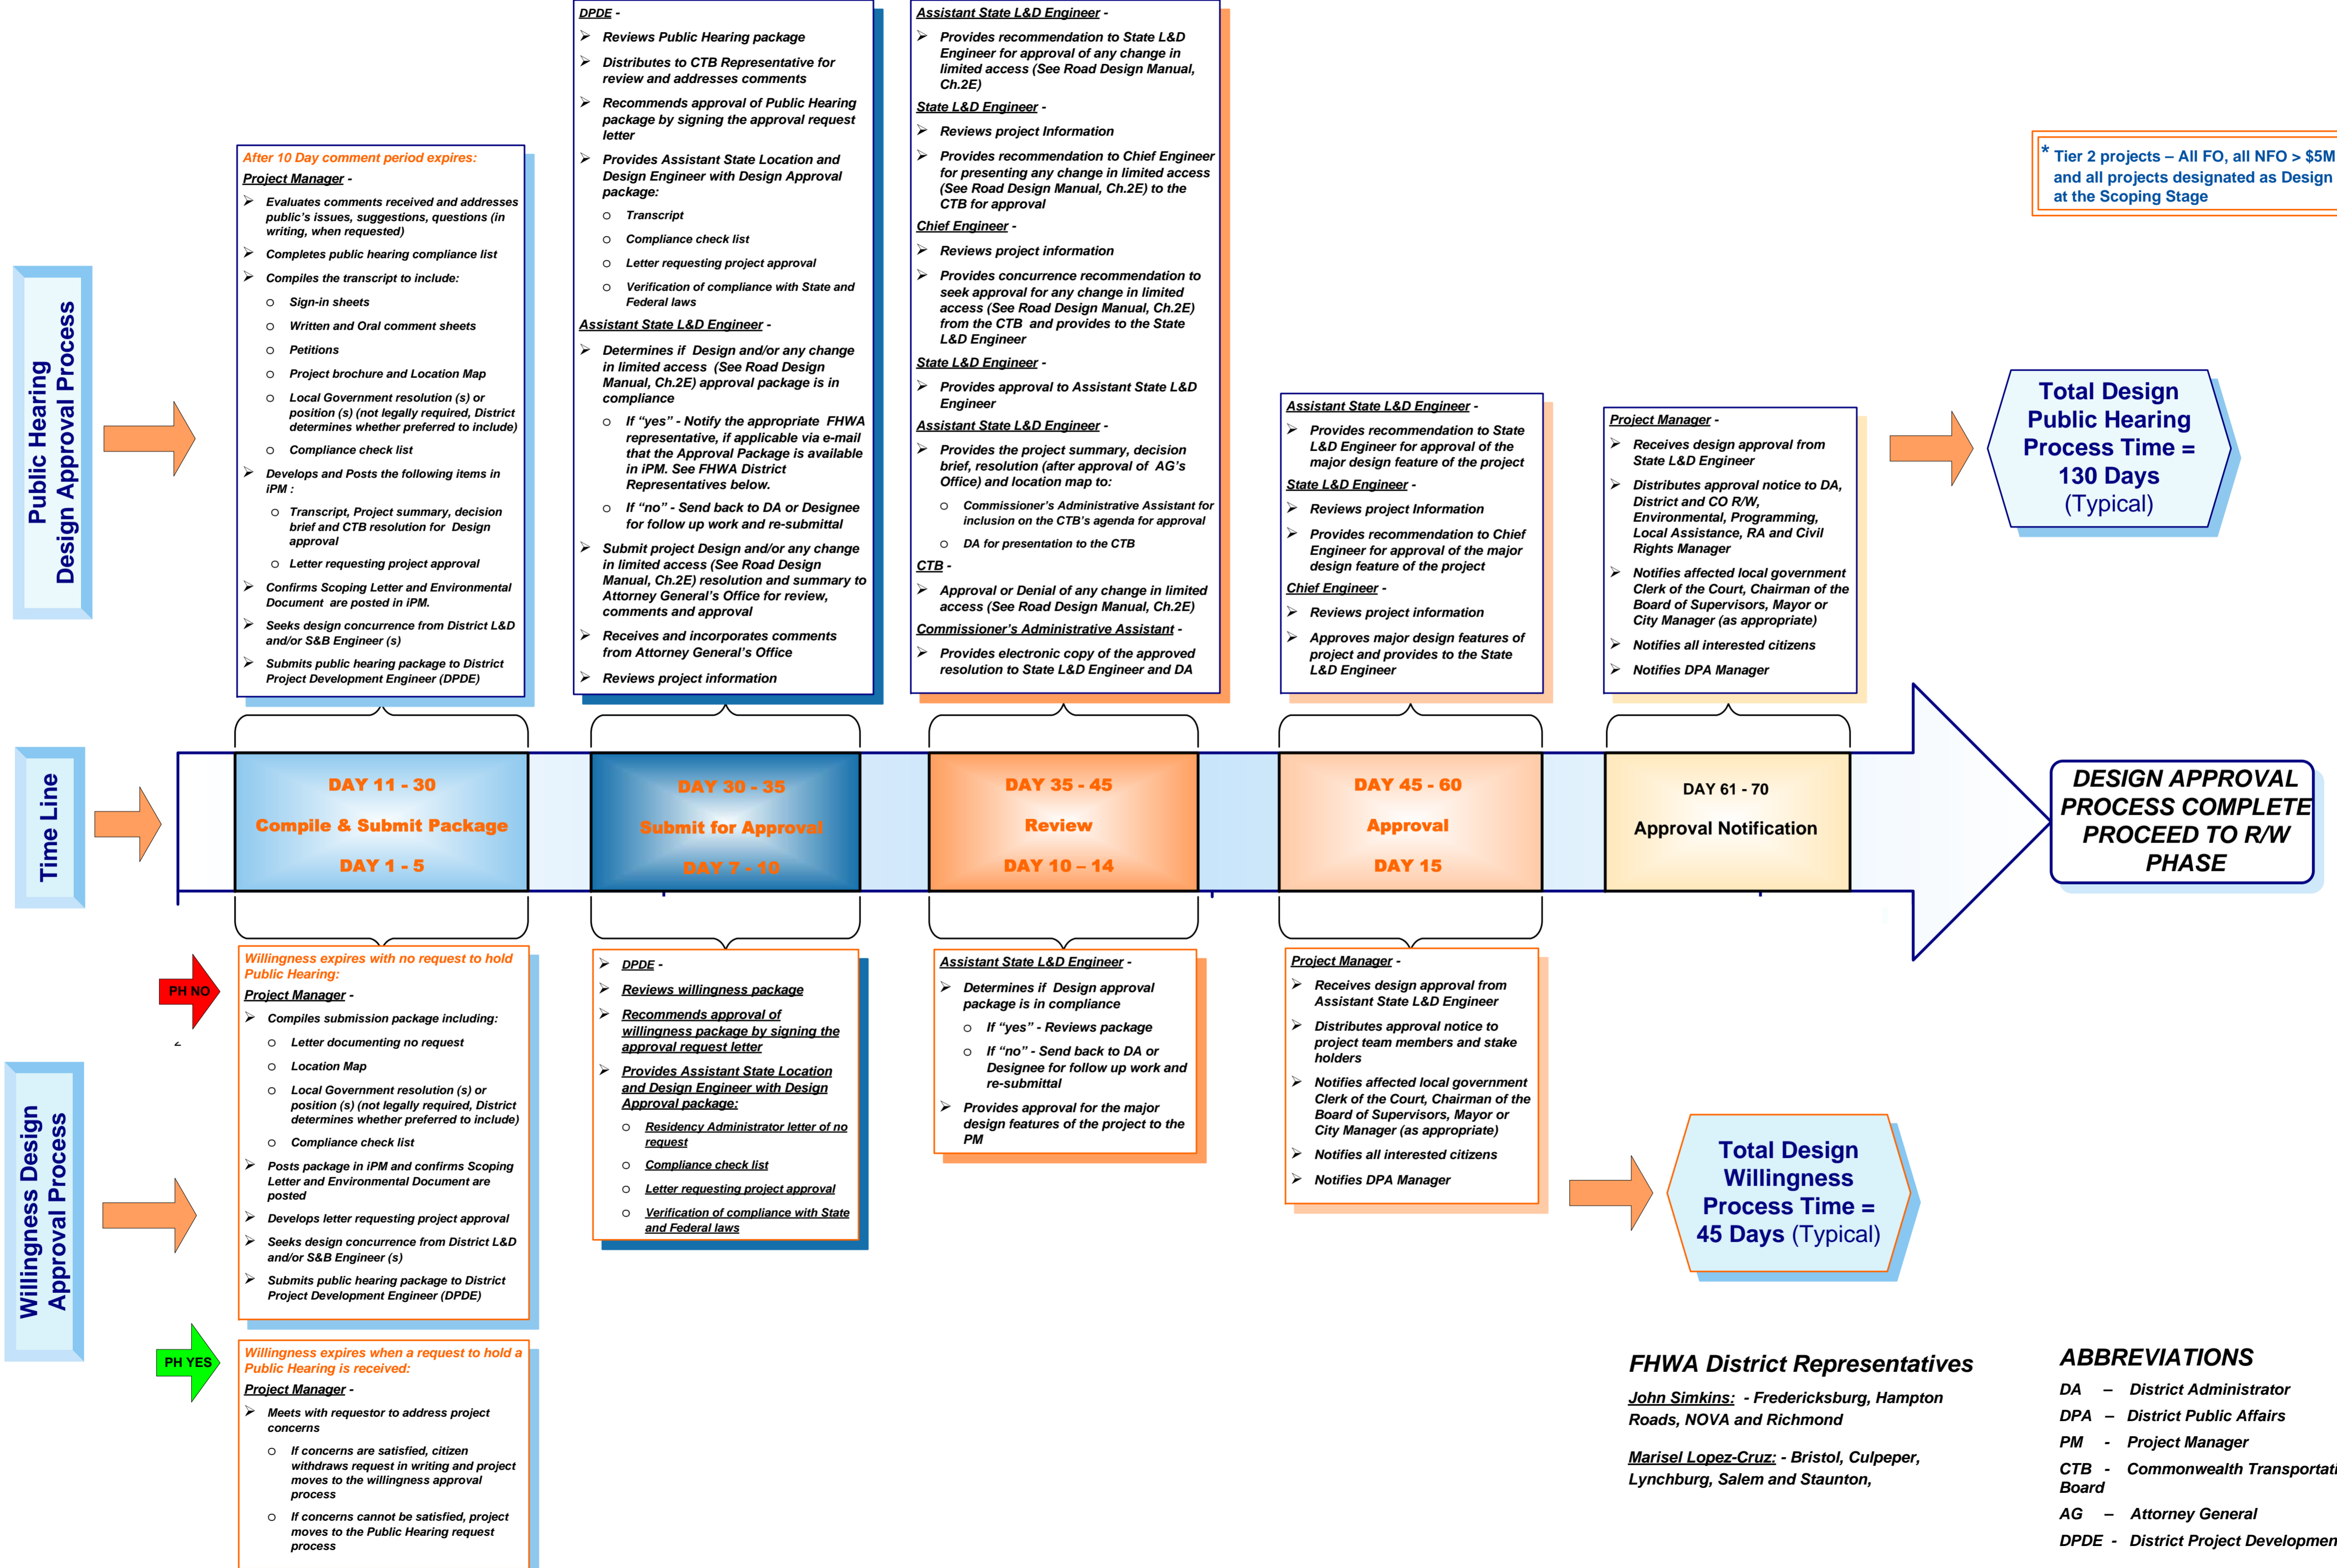 DPDE -
➢ Reviews Public Hearing package
➢ Distributes to CTB Representative for
review and addresses comments
➢ Recommends approval of Public Hearing
package by signing the approval request
letter
➢ Provides Assistant State Location and
Design Engineer with Design Approval
package:
o Transcript
o Compliance check list
o Letter requesting project approval
o Verification of compliance with State and
Federal laws
Assistant State L&D Engineer -
➢ Determines if Design and/or any change
in limited access (See Road Design
Manual, Ch.2E) approval package is in
compliance
o If “yes” - Notify the appropriate FHWA
representative, if applicable via e-mail
that the Approval Package is available
in iPM. See FHWA District
Representatives below.
o If “no” - Send back to DA or Designee
for follow up work and re-submittal
➢ Submit project Design and/or any change
in limited access (See Road Design
Manual, Ch.2E) resolution and summary to
Attorney General’s Office for review,
comments and approval
➢ Receives and incorporates comments
from Attorney General’s Office
➢ Reviews project information
Assistant State L&D Engineer -
➢ Provides recommendation to State L&D
Engineer for approval of any change in
limited access (See Road Design Manual,
Ch.2E)
State L&D Engineer -
➢ Reviews project Information
➢ Provides recommendation to Chief Engineer
for presenting any change in limited access
(See Road Design Manual, Ch.2E) to the
CTB for approval
Chief Engineer -
➢ Reviews project information
➢ Provides concurrence recommendation to
seek approval for any change in limited
access (See Road Design Manual, Ch.2E)
from the CTB and provides to the State
L&D Engineer
State L&D Engineer -
➢ Provides approval to Assistant State L&D
Engineer
Assistant State L&D Engineer -
➢ Provides the project summary, decision
brief, resolution (after approval of AG’s
Office) and location map to:
o Commissioner’s Administrative Assistant for
inclusion on the CTB’s agenda for approval
o DA for presentation to the CTB
CTB -
➢ Approval or Denial of any change in limited
access (See Road Design Manual, Ch.2E)
Commissioner’s Administrative Assistant -
➢ Provides electronic copy of the approved
resolution to State L&D Engineer and DA
* Tier 2 projects – All FO, all NFO > $5M
and all projects designated as Design
at the Scoping Stage
Public Hearing
Design Approval Process
After 10 Day comment period expires:
Project Manager -
➢ Evaluates comments received and addresses
public’s issues, suggestions, questions (in
writing, when requested)
➢ Completes public hearing compliance list
➢ Compiles the transcript to include:
o Sign-in sheets
o Written and Oral comment sheets
o Petitions
o Project brochure and Location Map
o Local Government resolution (s) or
position (s) (not legally required, District
determines whether preferred to include)
o Compliance check list
➢ Develops and Posts the following items in
iPM :
o Transcript, Project summary, decision
brief and CTB resolution for Design
approval
o Letter requesting project approval
➢ Confirms Scoping Letter and Environmental
Document are posted in iPM.
➢ Seeks design concurrence from District L&D
and/or S&B Engineer (s)
➢ Submits public hearing package to District
Project Development Engineer (DPDE)
Assistant State L&D Engineer -
➢ Provides recommendation to State
L&D Engineer for approval of the
major design feature of the project
State L&D Engineer -
➢ Reviews project Information
➢ Provides recommendation to Chief
Engineer for approval of the major
design feature of the project
Chief Engineer -
➢ Reviews project information
➢ Approves major design features of
project and provides to the State
L&D Engineer
Project Manager -
➢ Receives design approval from
State L&D Engineer
➢ Distributes approval notice to DA,
District and CO R/W,
Environmental, Programming,
Local Assistance, RA and Civil
Rights Manager
➢ Notifies affected local government
Clerk of the Court, Chairman of the
Board of Supervisors, Mayor or
City Manager (as appropriate)
➢ Notifies all interested citizens
➢ Notifies DPA Manager
Total Design
Public Hearing
Process Time =
130 Days
(Typical)
Time Line
DAY 11 - 30
Compile & Submit Package
DAY 1 - 5
DAY 30 - 35
Submit for Approval
DAY 7 - 10
DAY 35 - 45
Review
DAY 10 – 14
DAY 45 - 60
Approval
DAY 15
DAY 61 - 70
Approval Notification
DESIGN APPROVAL
PROCESS COMPLETE
PROCEED TO R/W
PHASE
Willingness Design
Approval Process
PH NO
Willingness expires with no request to hold
Public Hearing:
Project Manager -
➢ Compiles submission package including:
o Letter documenting no request
o Location Map
o Local Government resolution (s) or
position (s) (not legally required, District
determines whether preferred to include)
o Compliance check list
➢ Posts package in iPM and confirms Scoping
Letter and Environmental Document are
posted
➢ Develops letter requesting project approval
➢ Seeks design concurrence from District L&D
and/or S&B Engineer (s)
➢ Submits public hearing package to District
Project Development Engineer (DPDE)
➢ DPDE -
➢ Reviews willingness package
➢ Recommends approval of
willingness package by signing the
approval request letter
➢ Provides Assistant State Location
and Design Engineer with Design
Approval package:
o Residency Administrator letter of no
request
o Compliance check list
o Letter requesting project approval
o Verification of compliance with State
and Federal laws
Assistant State L&D Engineer -
➢ Determines if Design approval
package is in compliance
o If “yes” - Reviews package
o If “no” - Send back to DA or
Designee for follow up work and
re-submittal
➢ Provides approval for the major
design features of the project to the
PM
Project Manager -
➢ Receives design approval from
Assistant State L&D Engineer
➢ Distributes approval notice to
project team members and stake
holders
➢ Notifies affected local government
Clerk of the Court, Chairman of the
Board of Supervisors, Mayor or
City Manager (as appropriate)
➢ Notifies all interested citizens
➢ Notifies DPA Manager
Total Design
Willingness
Process Time =
45 Days (Typical)
PH YES
Willingness expires when a request to hold a
Public Hearing is received:
Project Manager -
➢ Meets with requestor to address project
concerns
o If concerns are satisfied, citizen
withdraws request in writing and project
moves to the willingness approval
process
o If concerns cannot be satisfied, project
moves to the Public Hearing request
process
FHWA District Representatives
John Simkins: - Fredericksburg, Hampton
Roads, NOVA and Richmond
Marisel Lopez-Cruz: - Bristol, Culpeper,
Lynchburg, Salem and Staunton,
ABBREVIATIONS
DA – District Administrator
DPA – District Public Affairs
PM - Project Manager
CTB - Commonwealth Transportati
Board
AG – Attorney General
DPDE - District Project Developmen